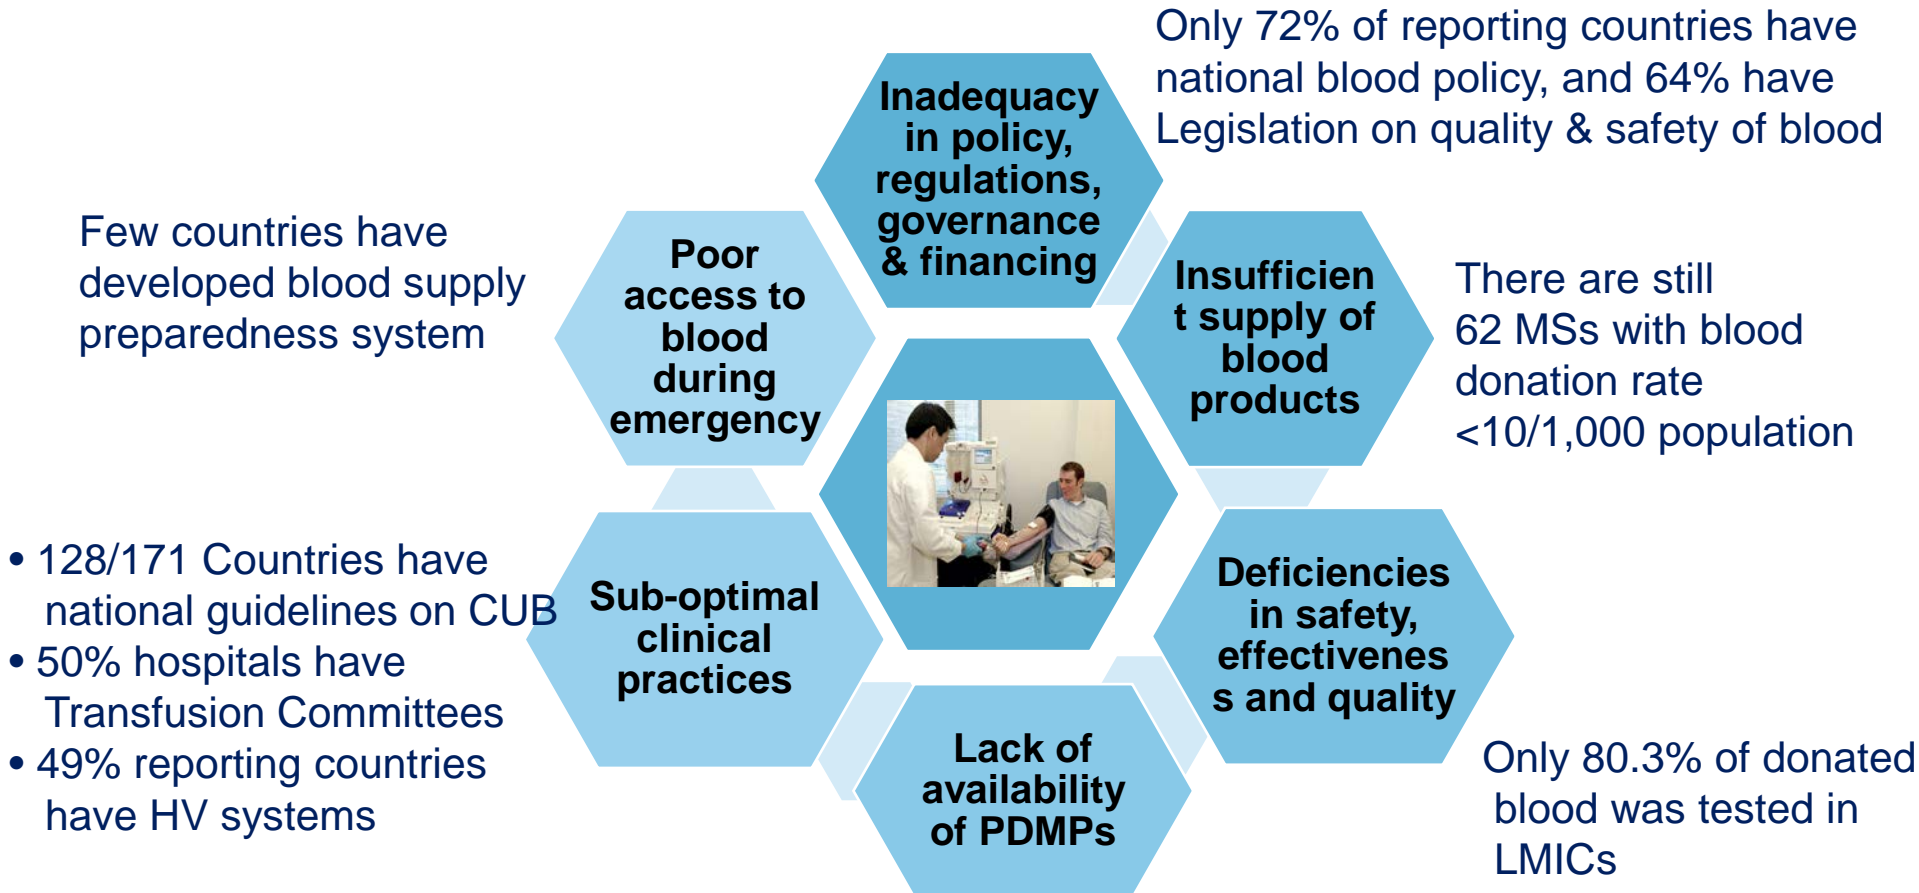 Only 72% of reporting countries have
national blood policy, and 64% have
Legislation on quality & safety of blood
Inadequacy
in policy,
regulations,
governance
& financing
Few countries have
developed blood supply
preparedness system
Poor
access to
blood
during
emergency
Insufficien
t supply of
blood
products
There are still
62 MSs with blood
donation rate
<10/1,000 population
• 128/171 Countries have
national guidelines on CUB
• 50% hospitals have
Transfusion Committees
• 49% reporting countries
have HV systems
Sub-optimal
clinical
practices
Deficiencies
in safety,
effectivenes
s and quality
Lack of
availability
of PDMPs
Only 80.3% of donated
blood was tested in
LMICs